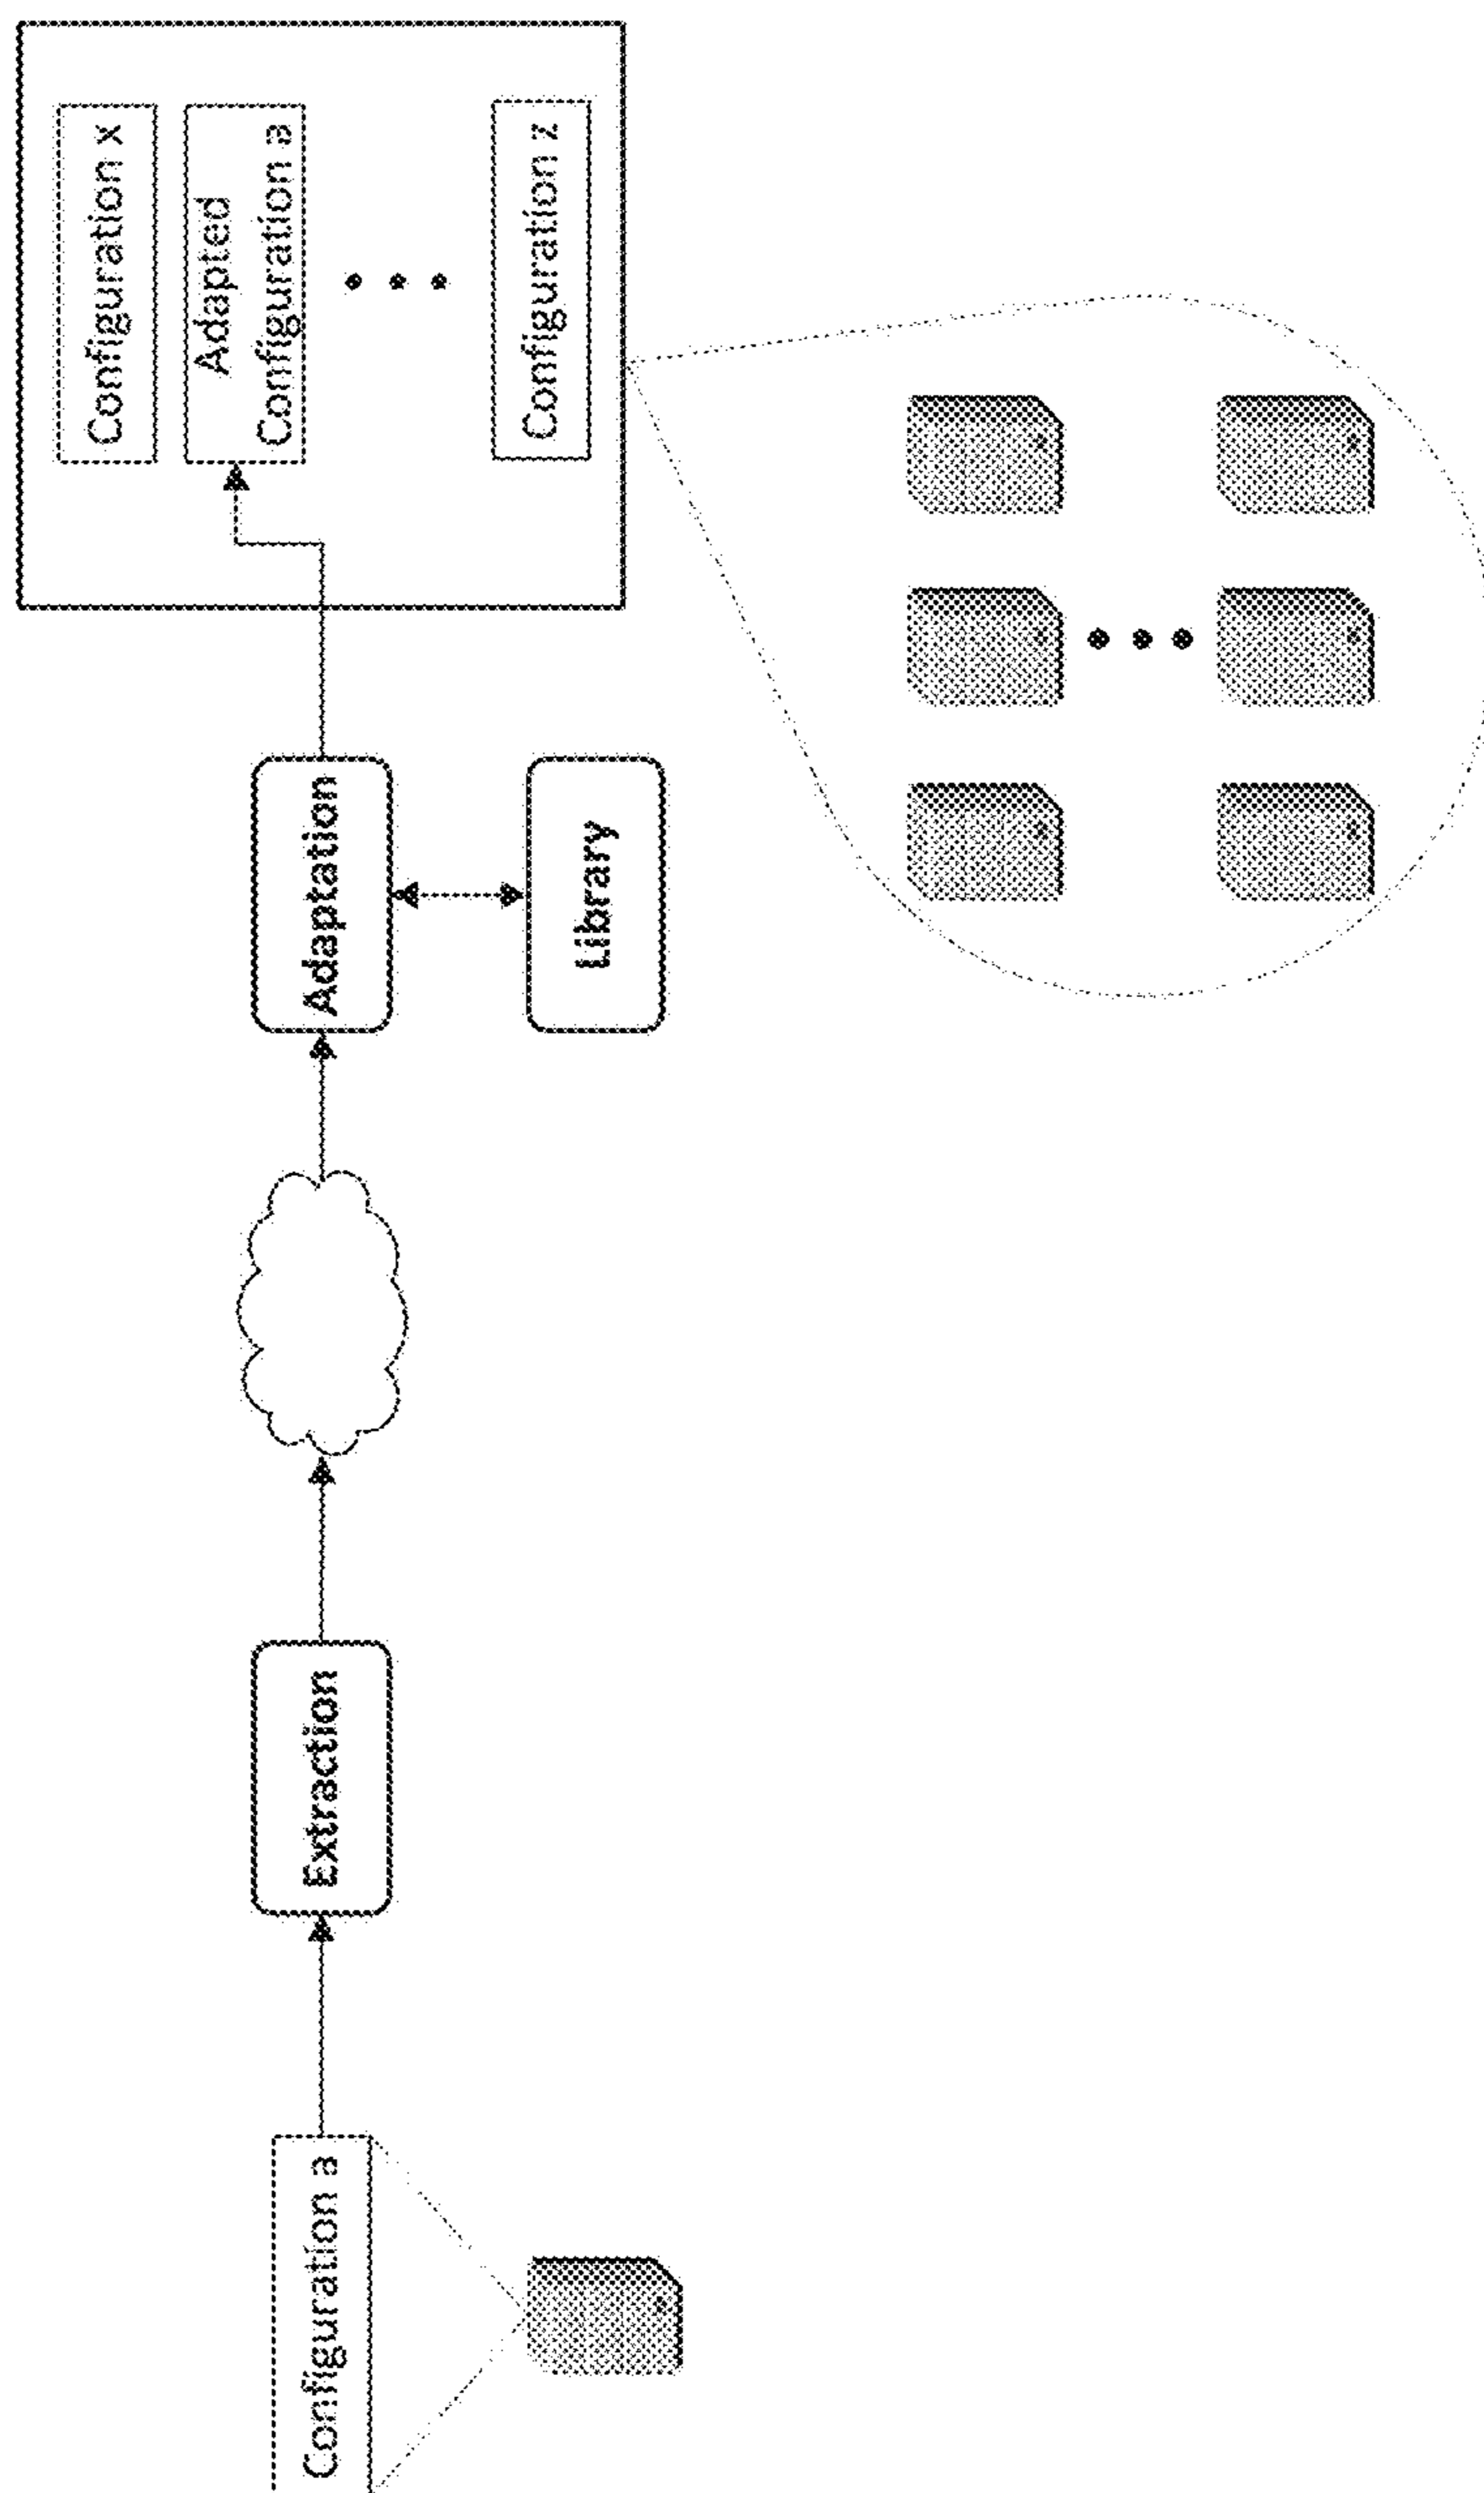 Configuration a
Extraction
Adaptation
Library
Configuration x
Adapted
Configuration a
Configuration z